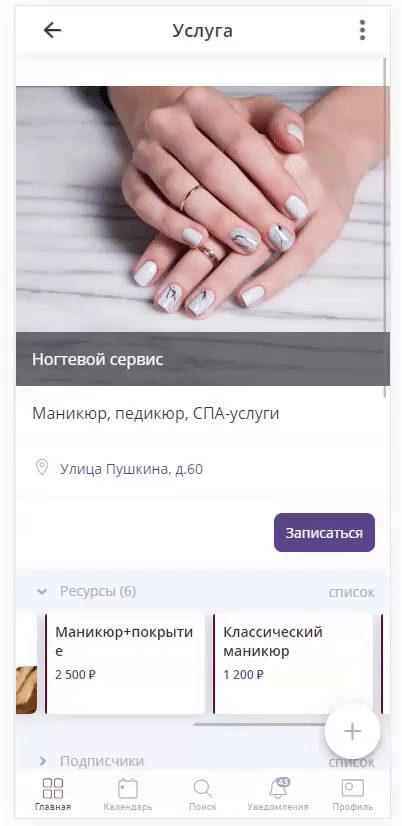 Услуга
Ногтевой сервис
Маникюр, педикюр, СПА-услуги
Улица Пушкина, д.60
Записаться
Ресурсы (6)
список
Маникюр+покрыти
е
2 500 ₽
Классический
маникюр
1 200 ₽
Подписчики
список
43
Главная
Календарь
Поиск
Уведомления
Профиль